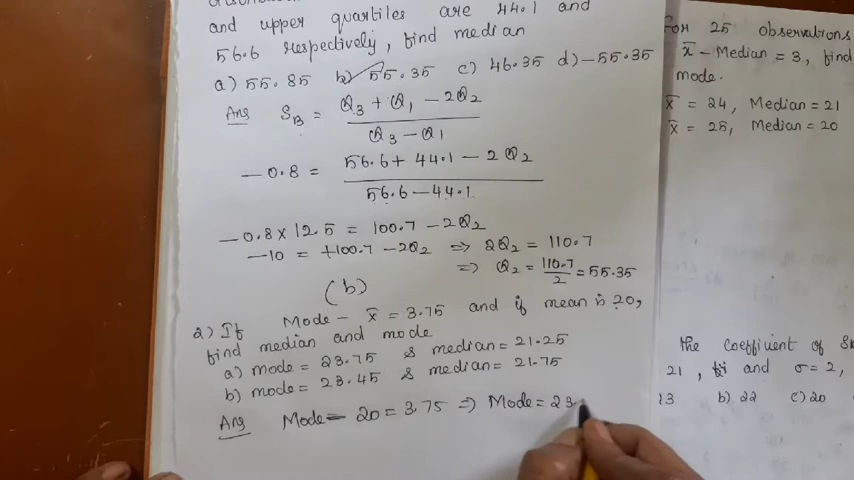 and upper quartiles are 44.1 and
56.6 respectively, find median
a) 55.85 b) 55.35 c) 46.35 d) -55.35
Ans S_B = Q3 + Q1 - 2Q2
Q3 - Q1
-0.8 = 56.6 + 44.1 - 2Q2
56.6 - 44.1
-0.8 x 12.5 = 100.7 - 2Q2
-10 = +100.7 - 2Q2 => 2Q2 = 110.7
=> Q2 = 110.7/2 = 55.35
(b)
2) If Mode - x̄ = 3.75 and if mean is 20,
find median and mode
a) mode = 23.75 & median = 21.25
b) mode = 23.45 & median = 21.75
Ans Mode - 20 = 3.75 => Mode = 23.
For 25 observations
x̄ - Median = 3, find
mode.
x̄ = 24, Median = 21
x̄ = 25, Median = 20
the coefficient of
21, and σ = 2,
b) 22 c) 20